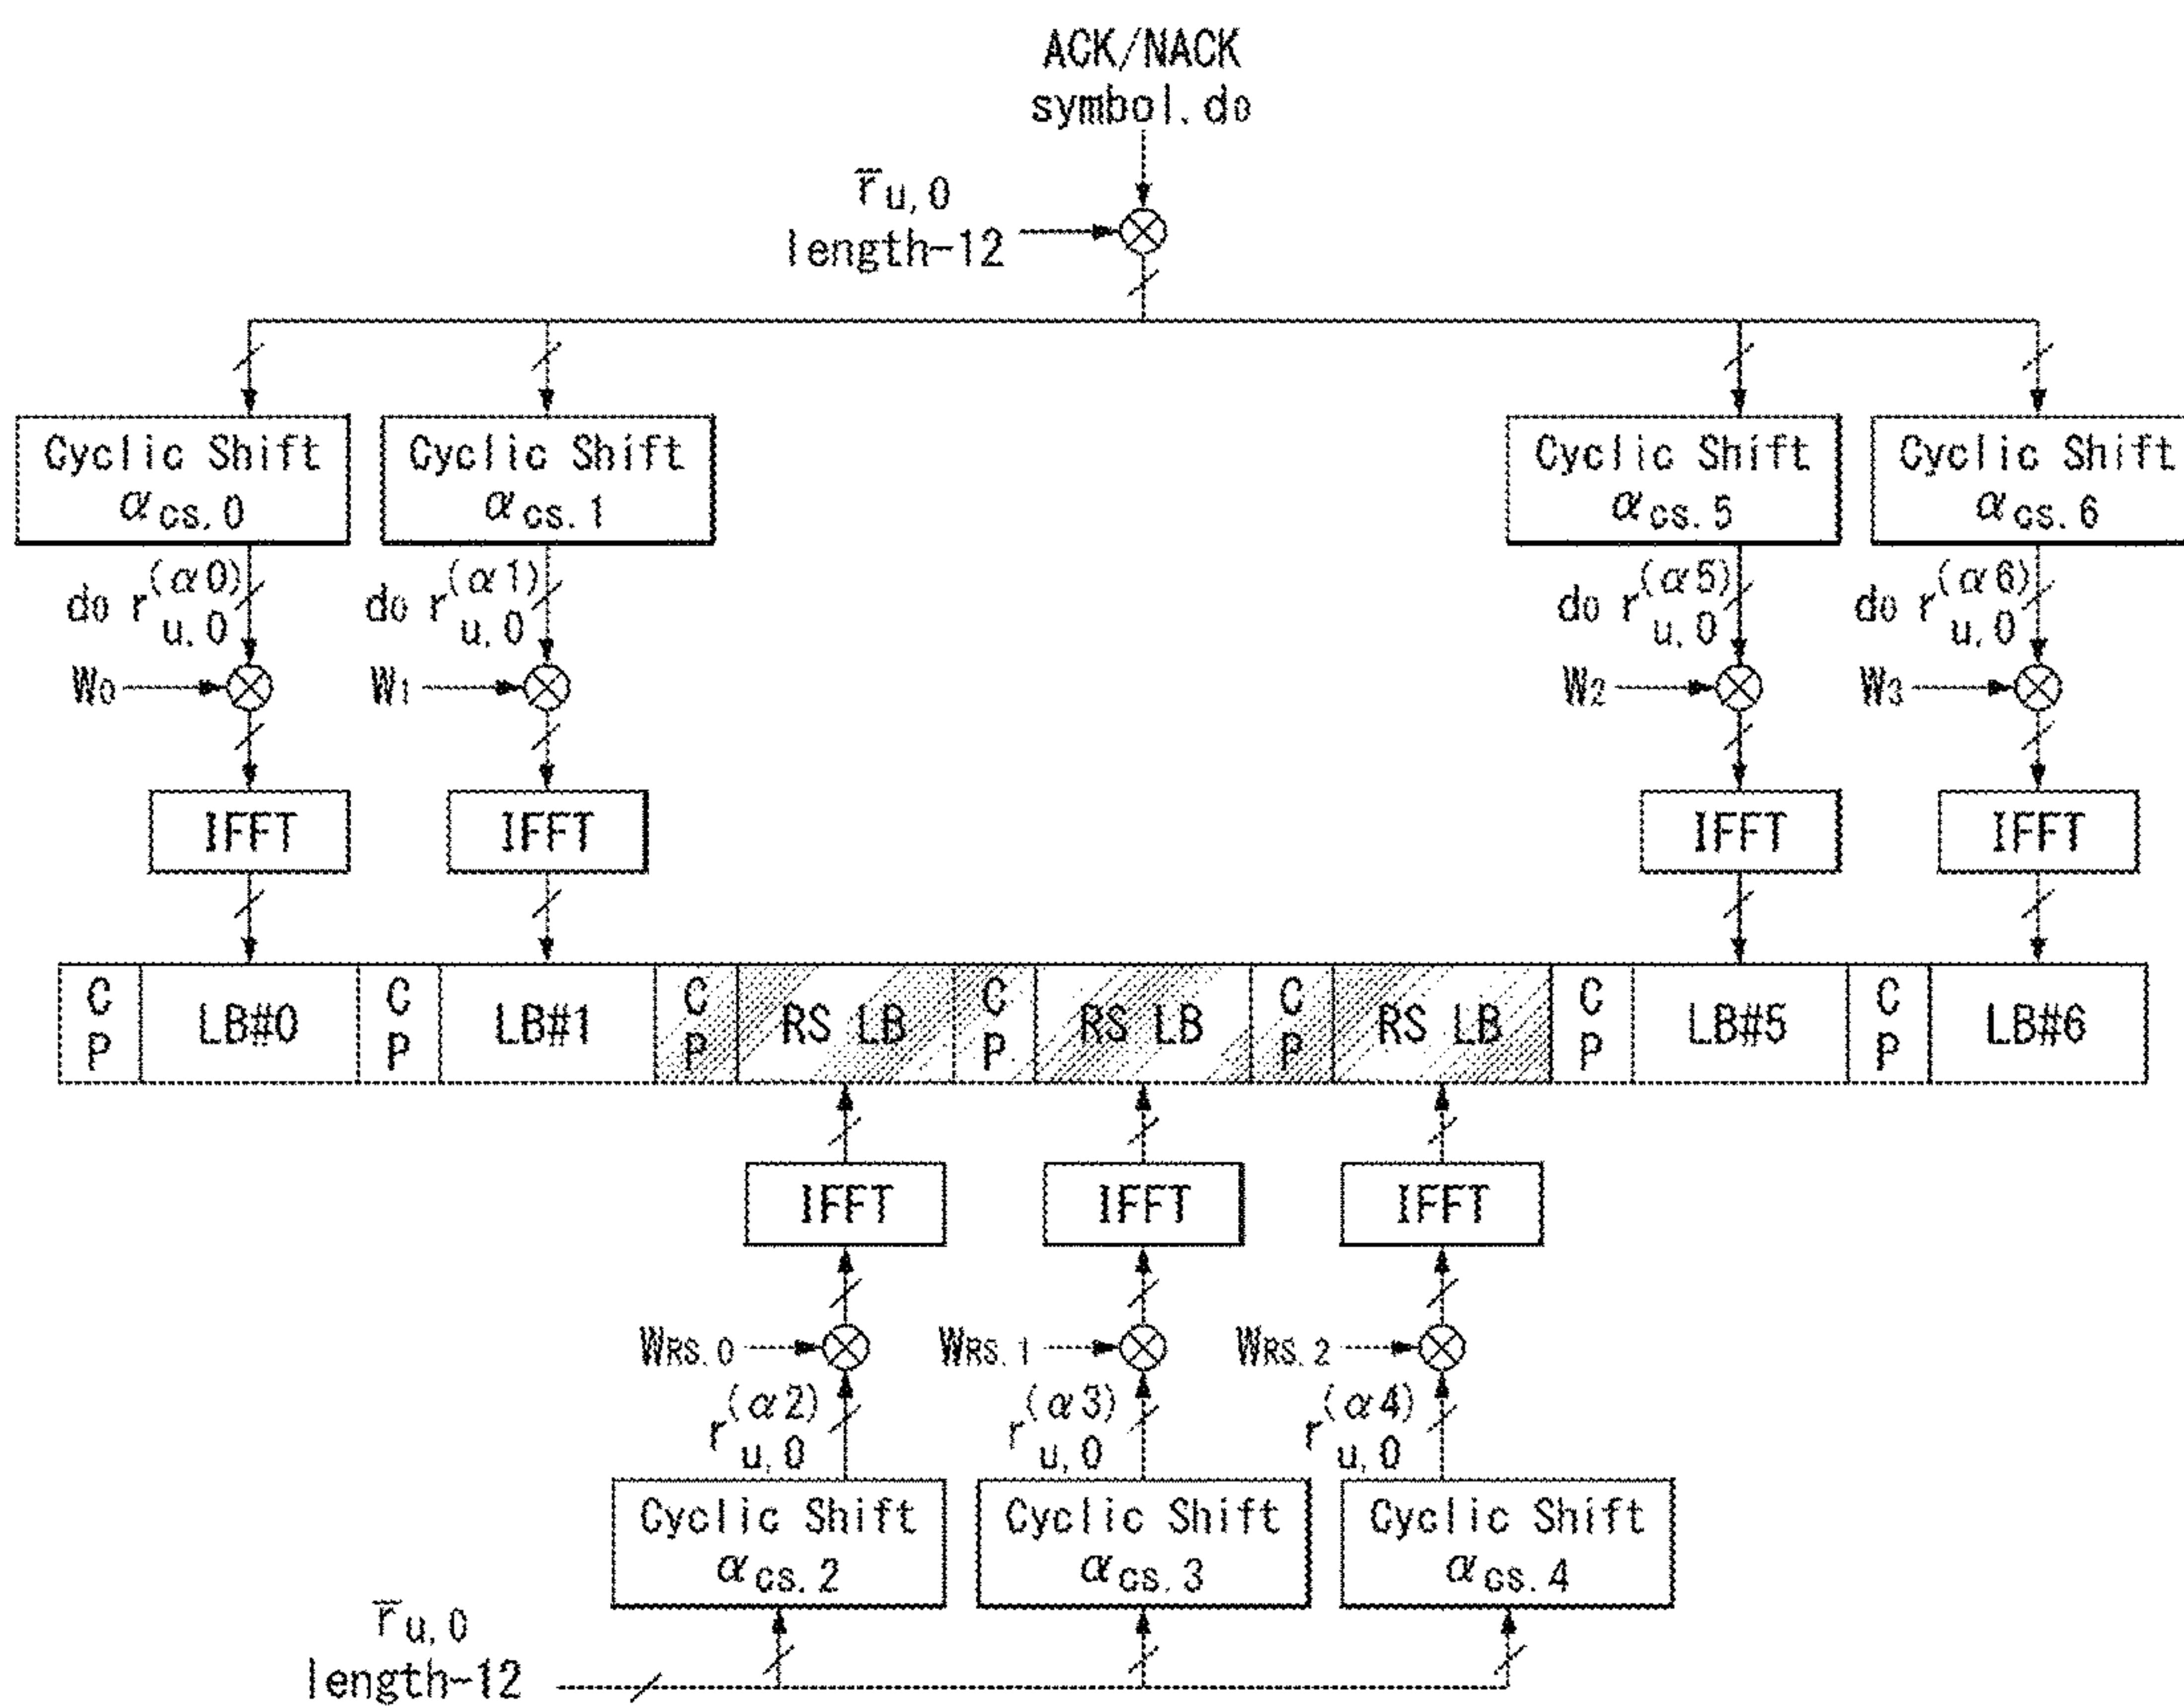 ACK/NACK
symbol. d0
r̅u, 0
length-12
Cyclic Shift
αcs. 0
Cyclic Shift
αcs. 1
Cyclic Shift
αcs. 5
Cyclic Shift
αcs. 6
d0 r(α0)u, 0
d0 r(α1)u, 0
d0 r(α5)u, 0
d0 r(α6)u, 0
W0
W1
W2
W3
IFFT
IFFT
IFFT
IFFT
CP LB#0 CP LB#1 CP RS LB CP RS LB CP RS LB CP LB#5 CP LB#6
IFFT
IFFT
IFFT
WRS. 0
WRS. 1
WRS. 2
r(α2)u, 0
r(α3)u, 0
r(α4)u, 0
Cyclic Shift
αcs. 2
Cyclic Shift
αcs. 3
Cyclic Shift
αcs. 4
r̅u, 0
length-12